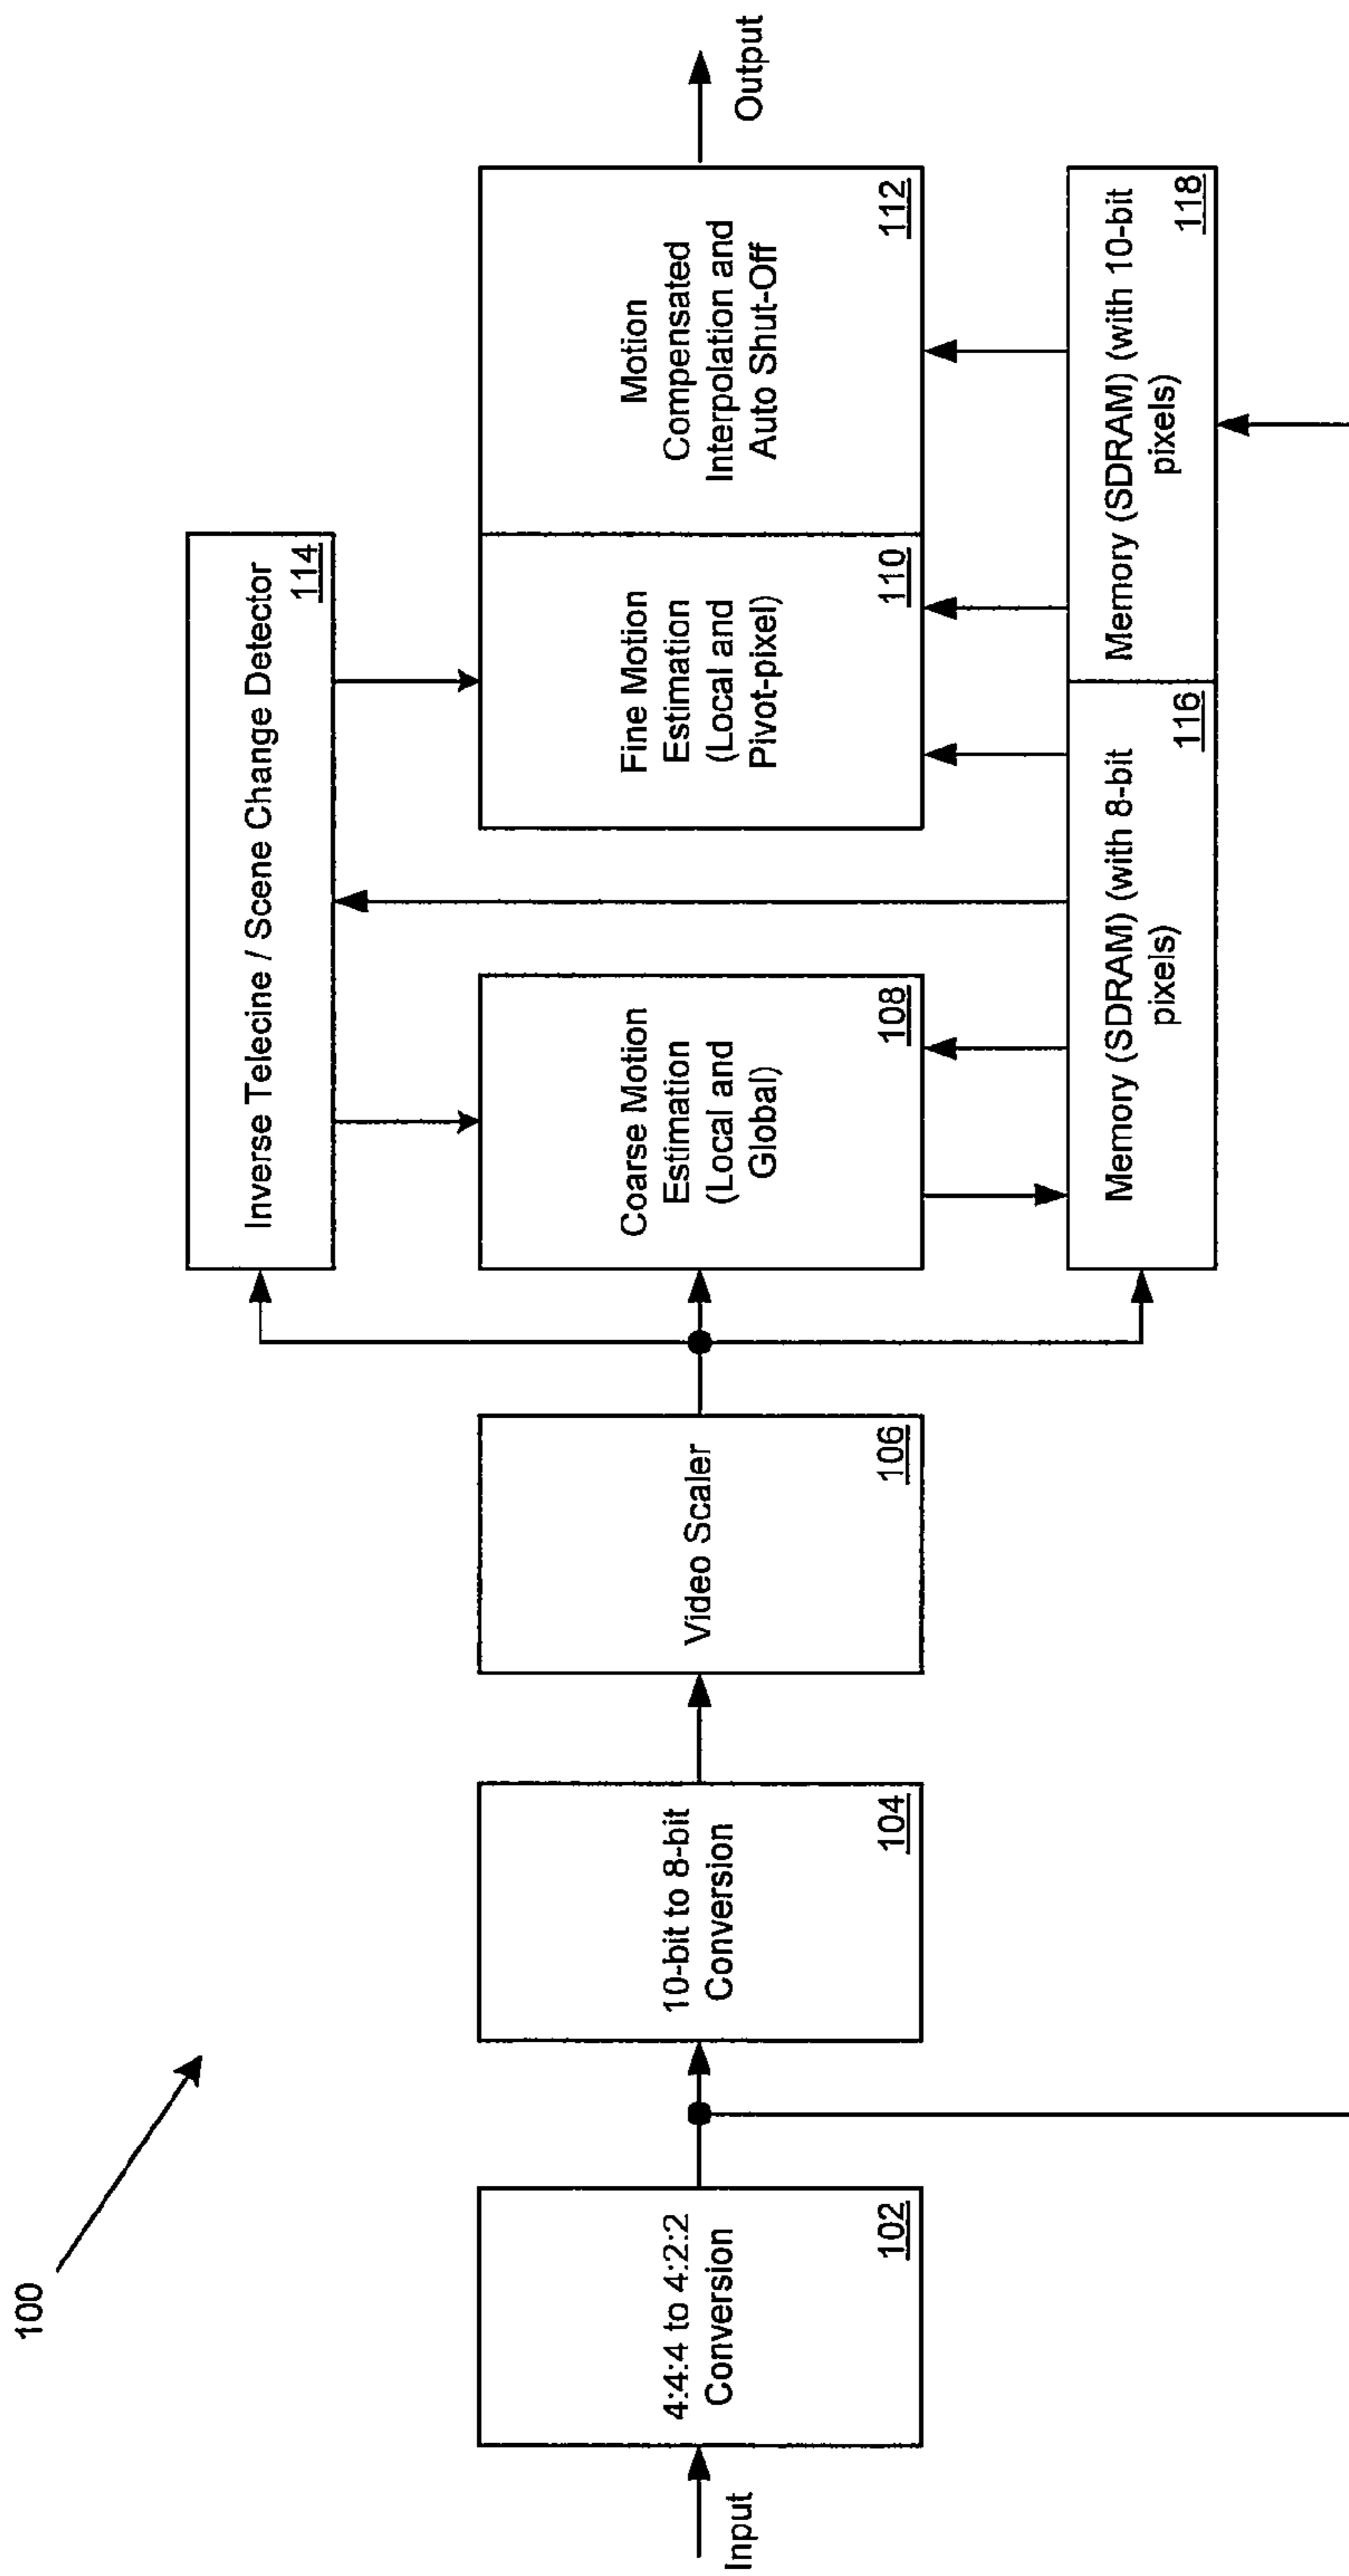 100
Input
4:4:4 to 4:2:2
Conversion
102
10-bit to 8-bit
Conversion
104
Video Scaler
106
Inverse Telecine / Scene Change Detector
114
Coarse Motion
Estimation
(Local and
Global)
108
Fine Motion
Estimation
(Local and
Pivot-pixel)
110
Motion
Compensated
Interpolation and
Auto Shut-Off
112
Output
Memory (SDRAM) (with 8-bit
pixels)
116
Memory (SDRAM) (with 10-bit
pixels)
118